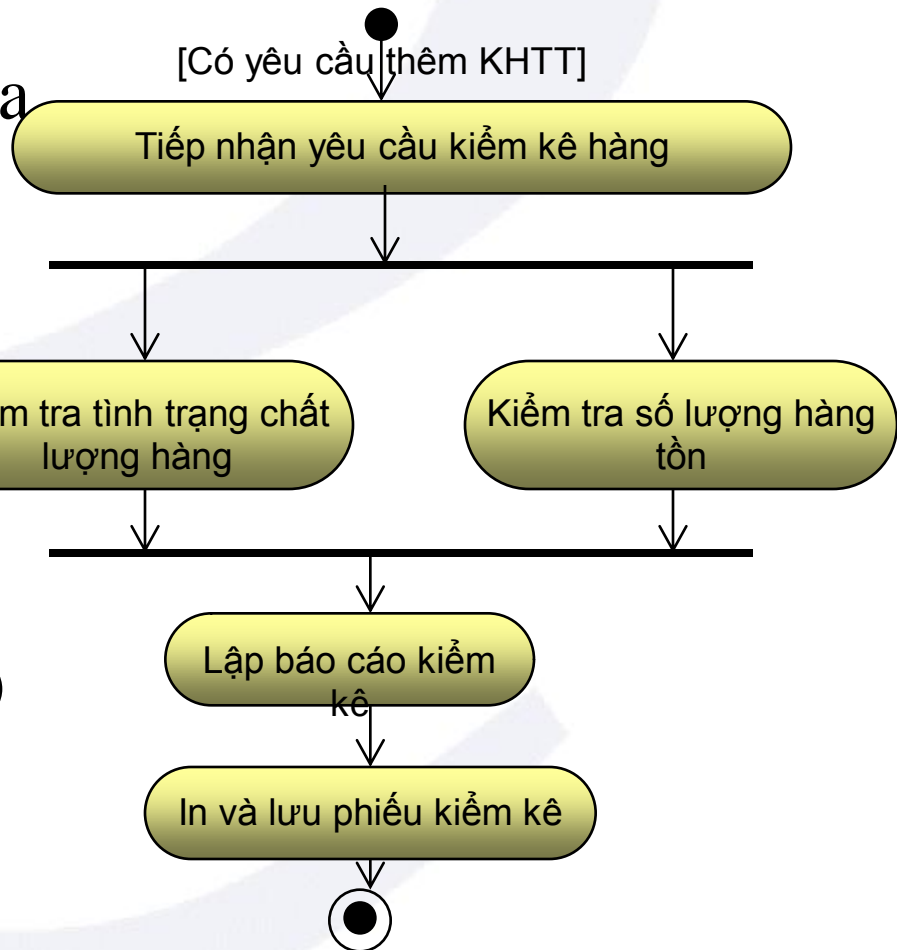 [Có yêu cầu thêm KHTT]
a
Tiếp nhận yêu cầu kiểm kê hàng
m tra tình trạng chất
lượng hàng
Kiểm tra số lượng hàng
tồn
Lập báo cáo kiểm
kê
)
In và lưu phiếu kiểm kê